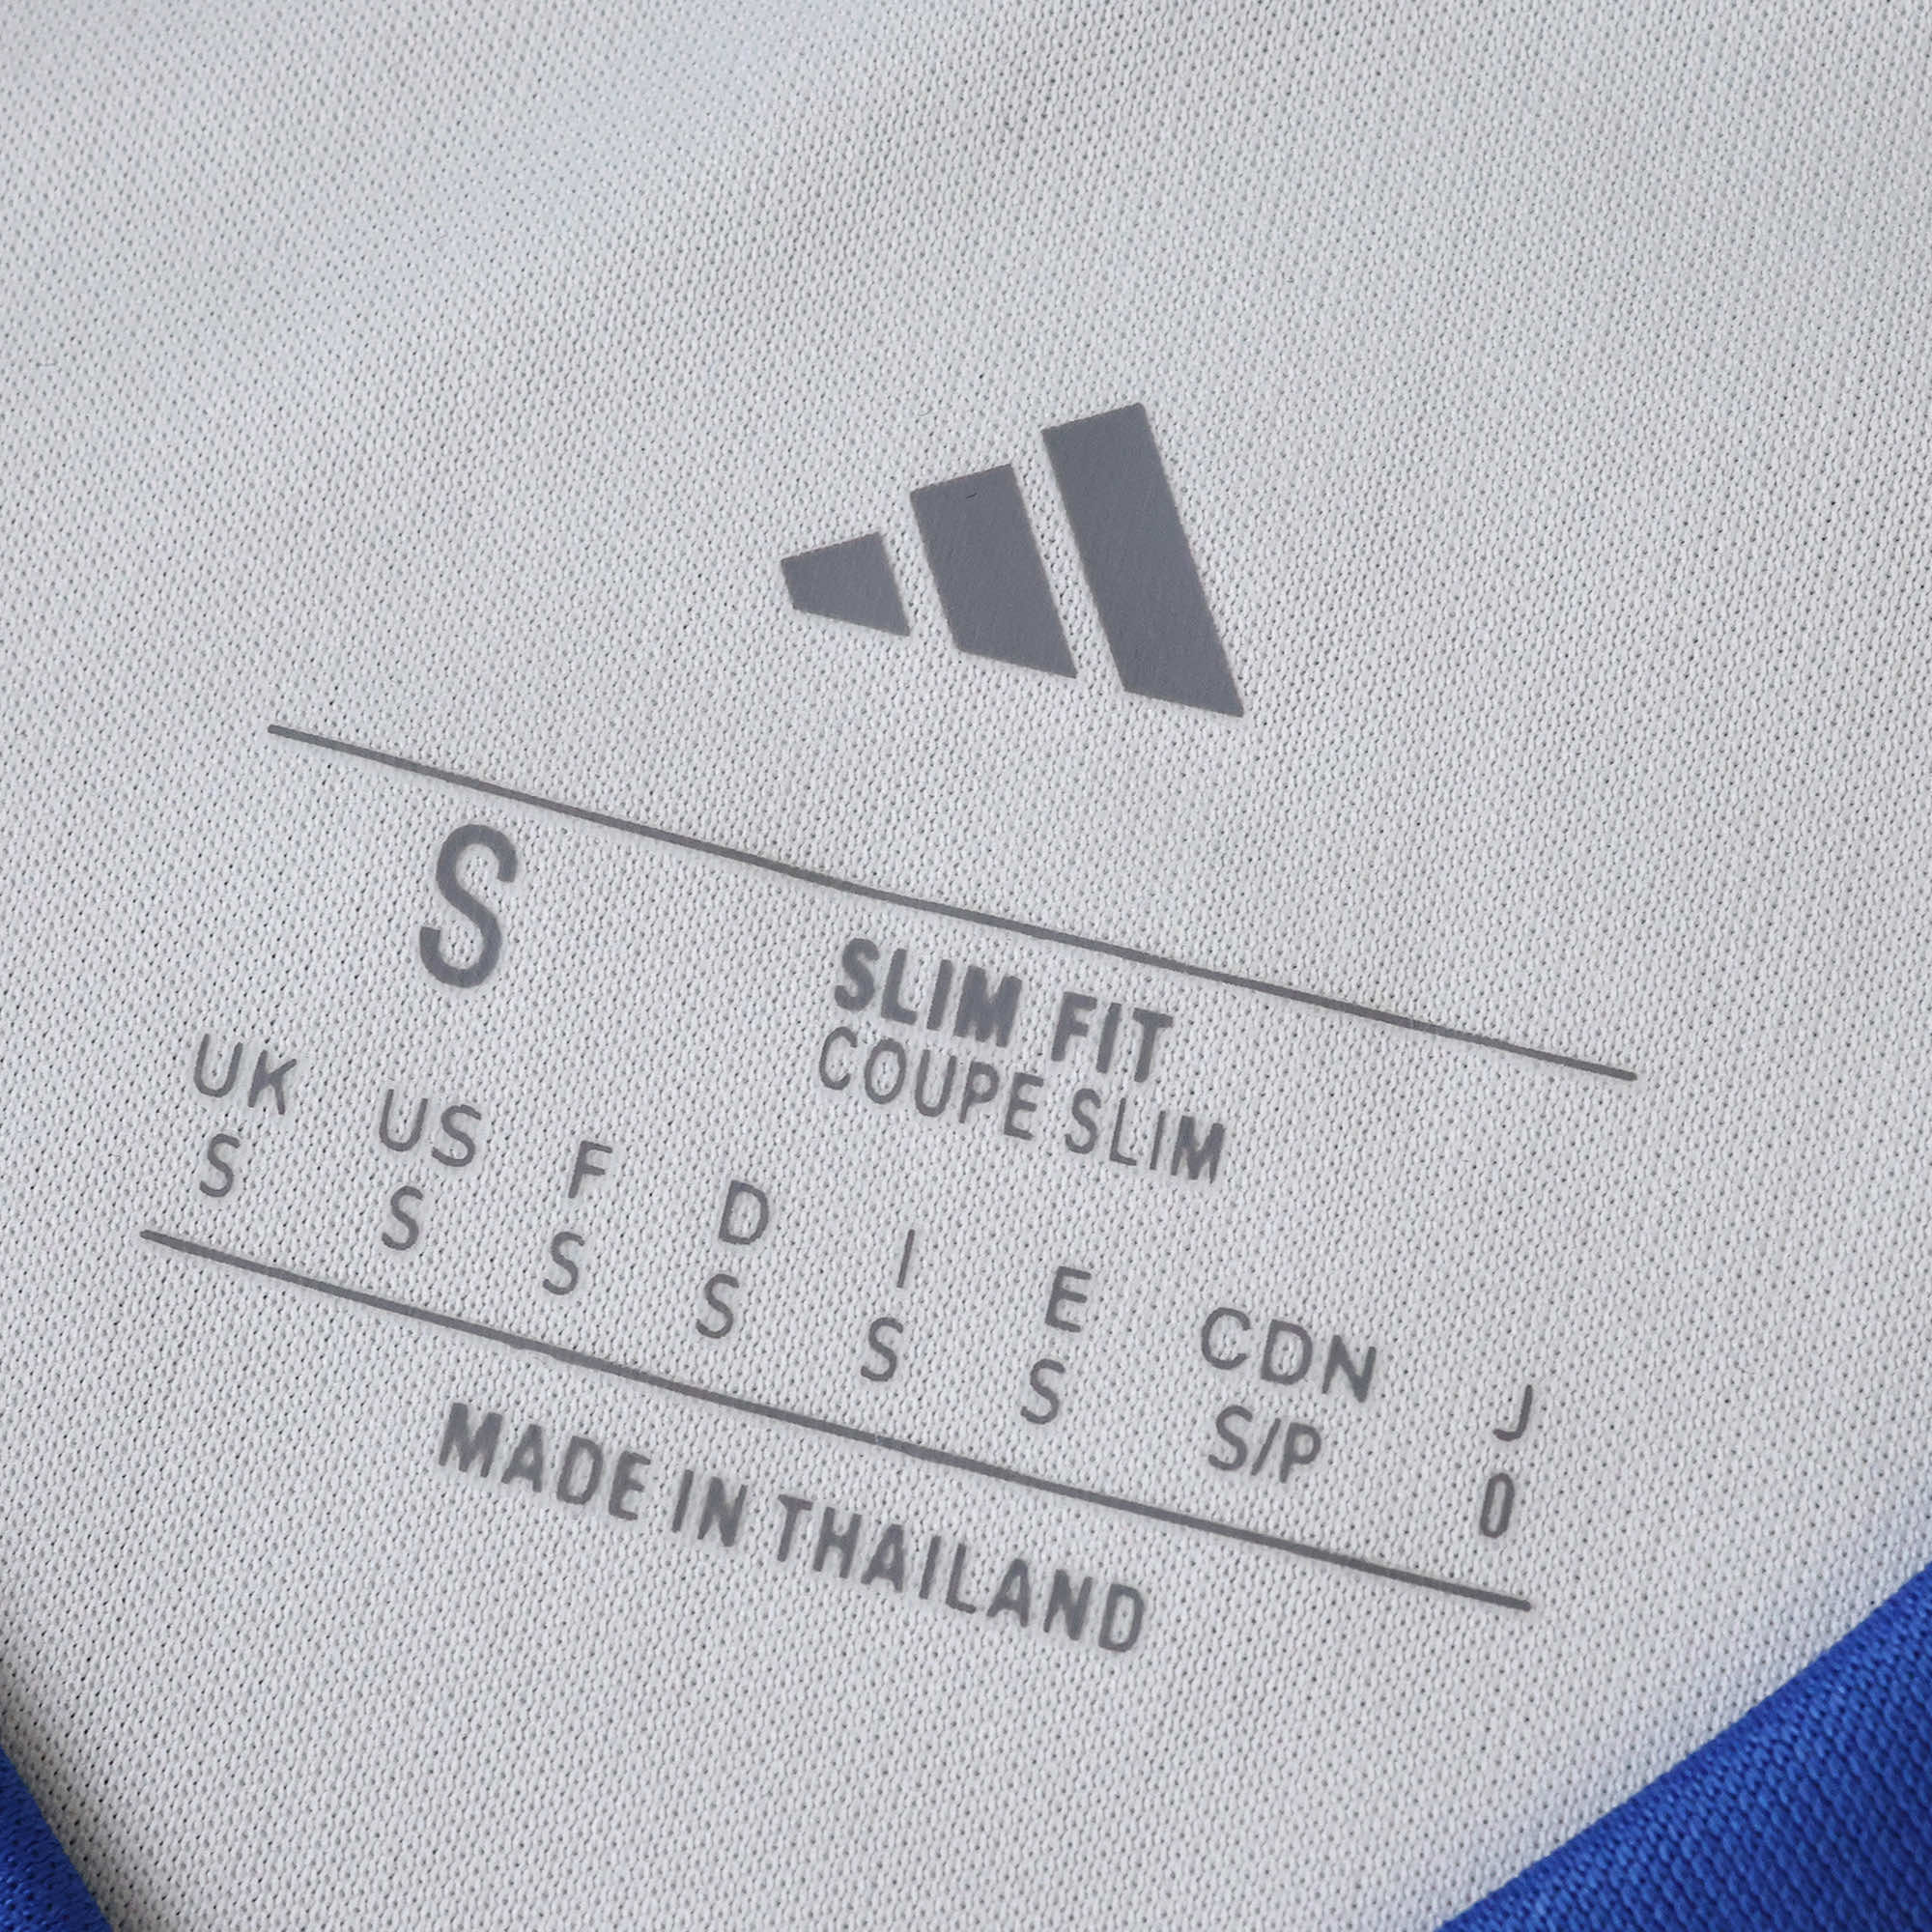 S
SLIM FIT
COUPE SLIM
UK US F D I E CDN J
S S S S S S S/P O
MADE IN THAILAND